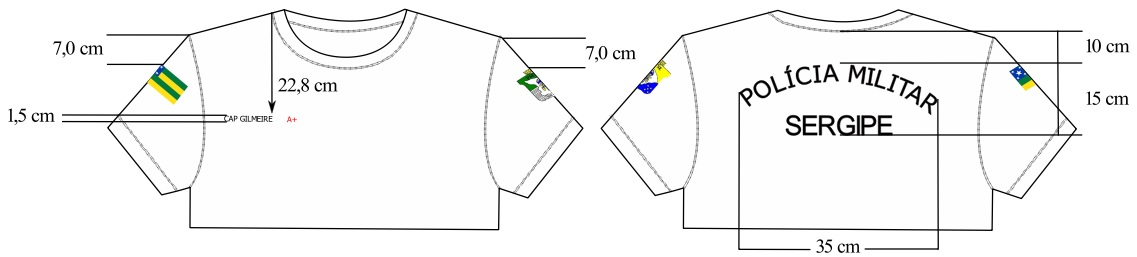 7,0 cm
22,8 cm
1,5 cm
CAP GILMEIRE A+
7,0 cm
10 cm
15 cm
POLÍCIA MILITAR
SERGIPE
35 cm